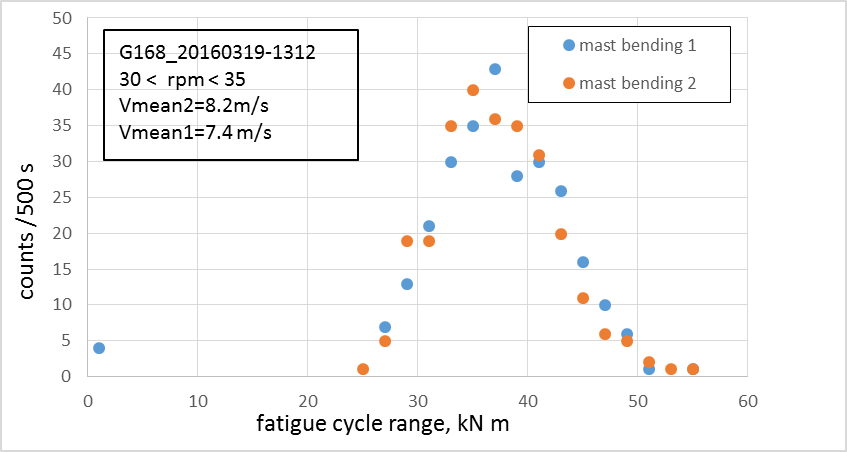 50
45
40
35
30
25
20
15
10
5
0
counts /500 s
G168_20160319-1312
30 < rpm < 35
Vmean2=8.2m/s
Vmean1=7.4 m/s
mast bending 1
mast bending 2
0 10 20 30 40 50 60
fatigue cycle range, kN m